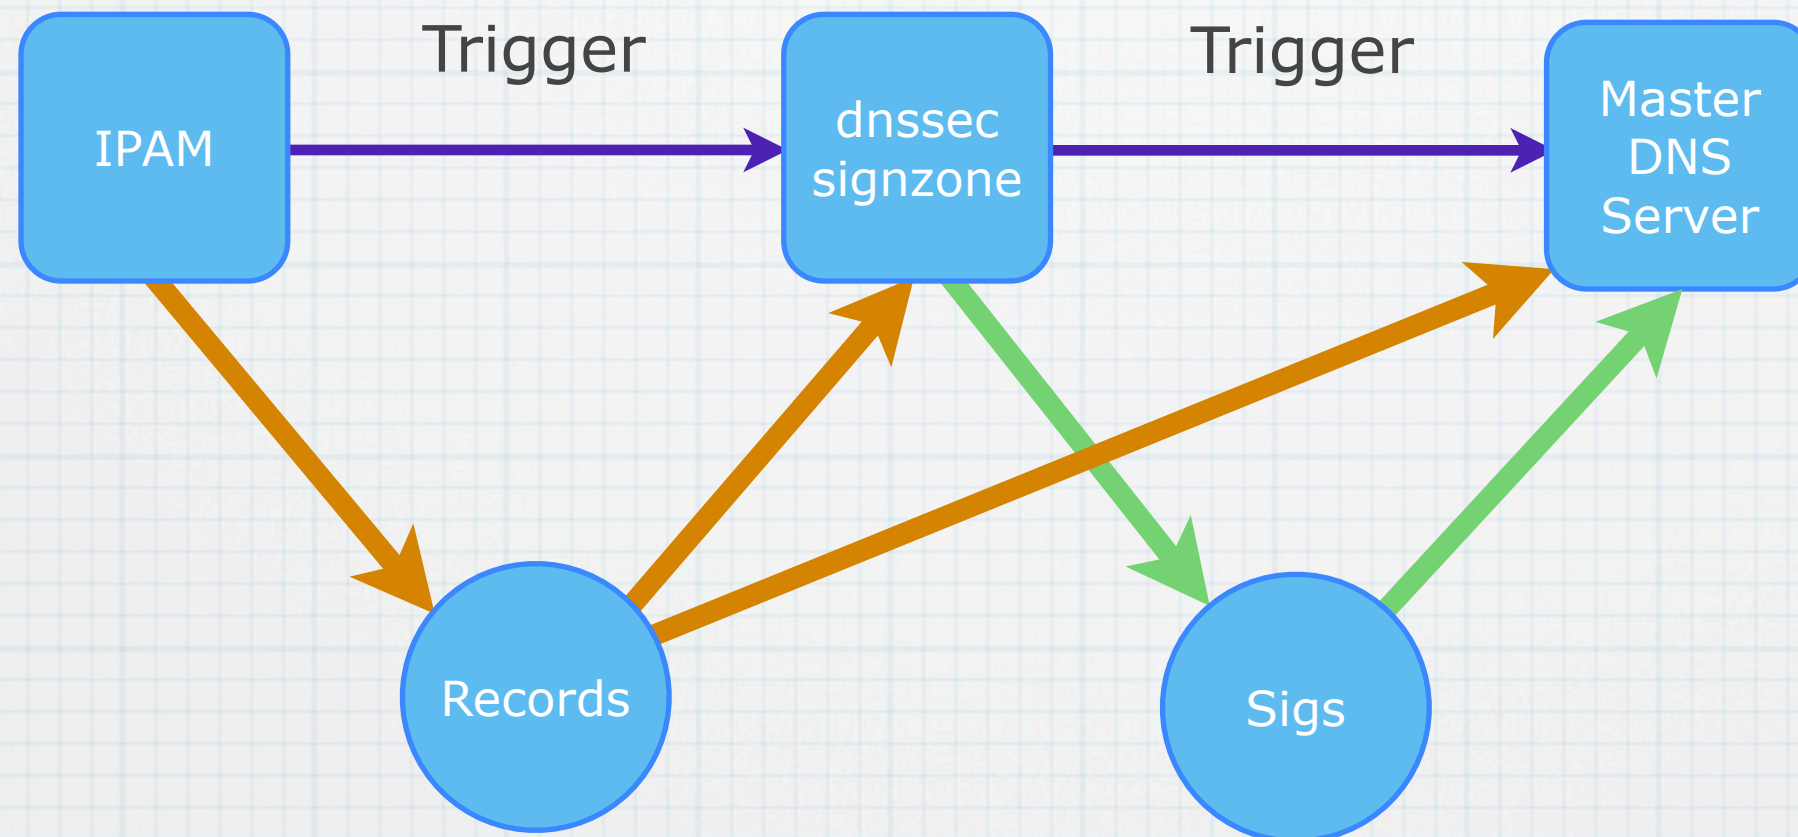 Trigger
Trigger
IPAM
dnssec
signzone
Master
DNS
Server
Records
Sigs